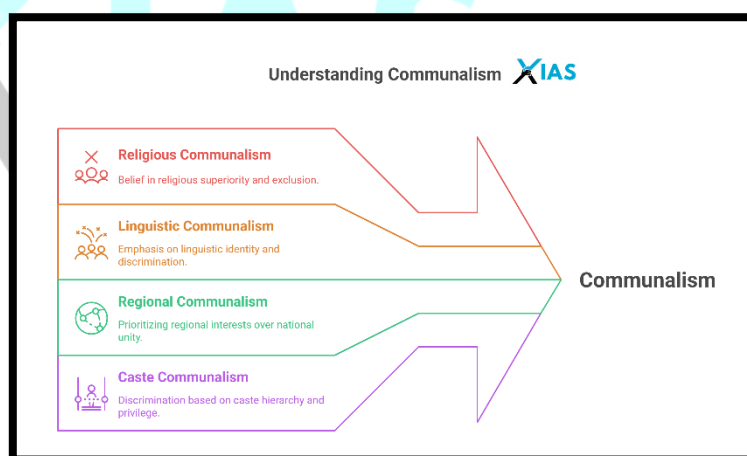 Understanding Communalism XIAS
Religious Communalism
Belief in religious superiority and exclusion.
Linguistic Communalism
Emphasis on linguistic identity and
discrimination.
Regional Communalism
Prioritizing regional interests over national
unity.
Caste Communalism
Discrimination based on caste hierarchy and
privilege.
Communalism